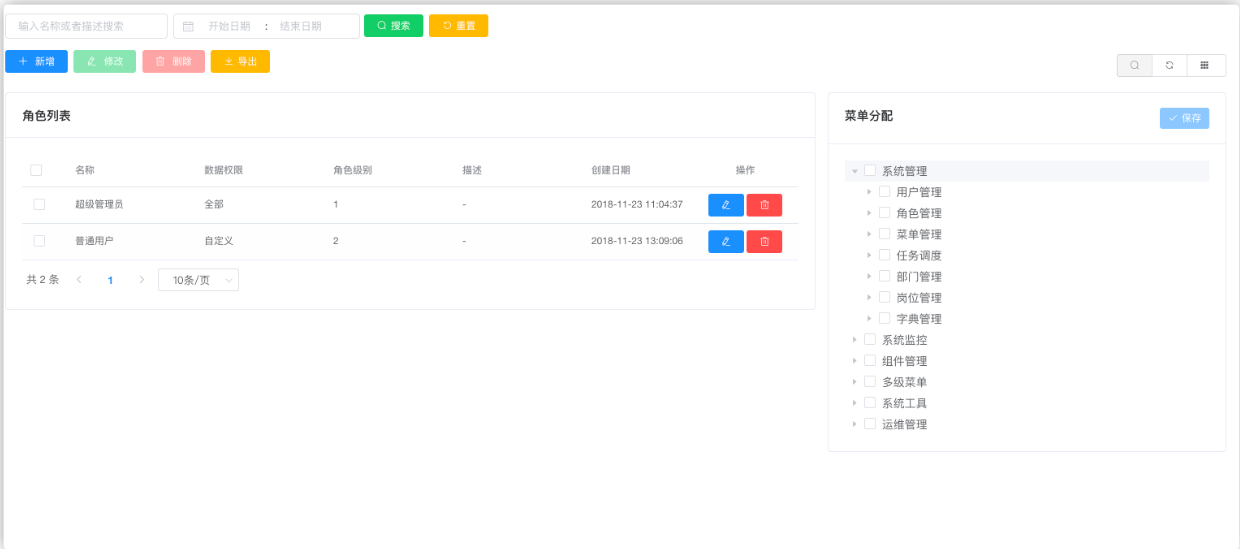 输入名称或者描述搜索 开始日期 : 结束日期 搜索 重置
新增 修改 删除 导出
角色列表
名称 数据权限 角色级别 描述 创建日期 操作
超级管理员 全部 1 - 2018-11-23 11:04:37
普通用户 自定义 2 - 2018-11-23 13:09:06
共 2 条 1 10条/页
菜单分配 保存
系统管理
用户管理
角色管理
菜单管理
任务调度
部门管理
岗位管理
字典管理
系统监控
组件管理
多级菜单
系统工具
运维管理